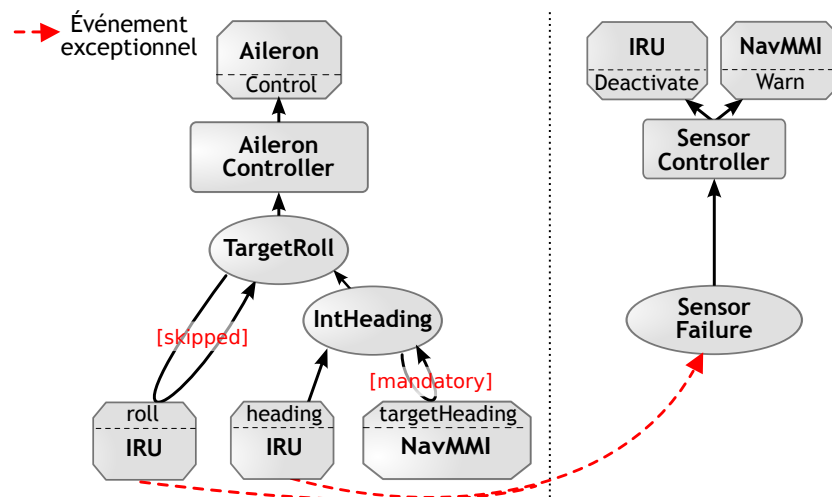 Événement
exceptionnel
Aileron
Control
Aileron
Controller
TargetRoll
[skipped]
IntHeading
[mandatory]
roll
IRU
heading
IRU
targetHeading
NavMMI
IRU
Deactivate
NavMMI
Warn
Sensor
Controller
Sensor
Failure